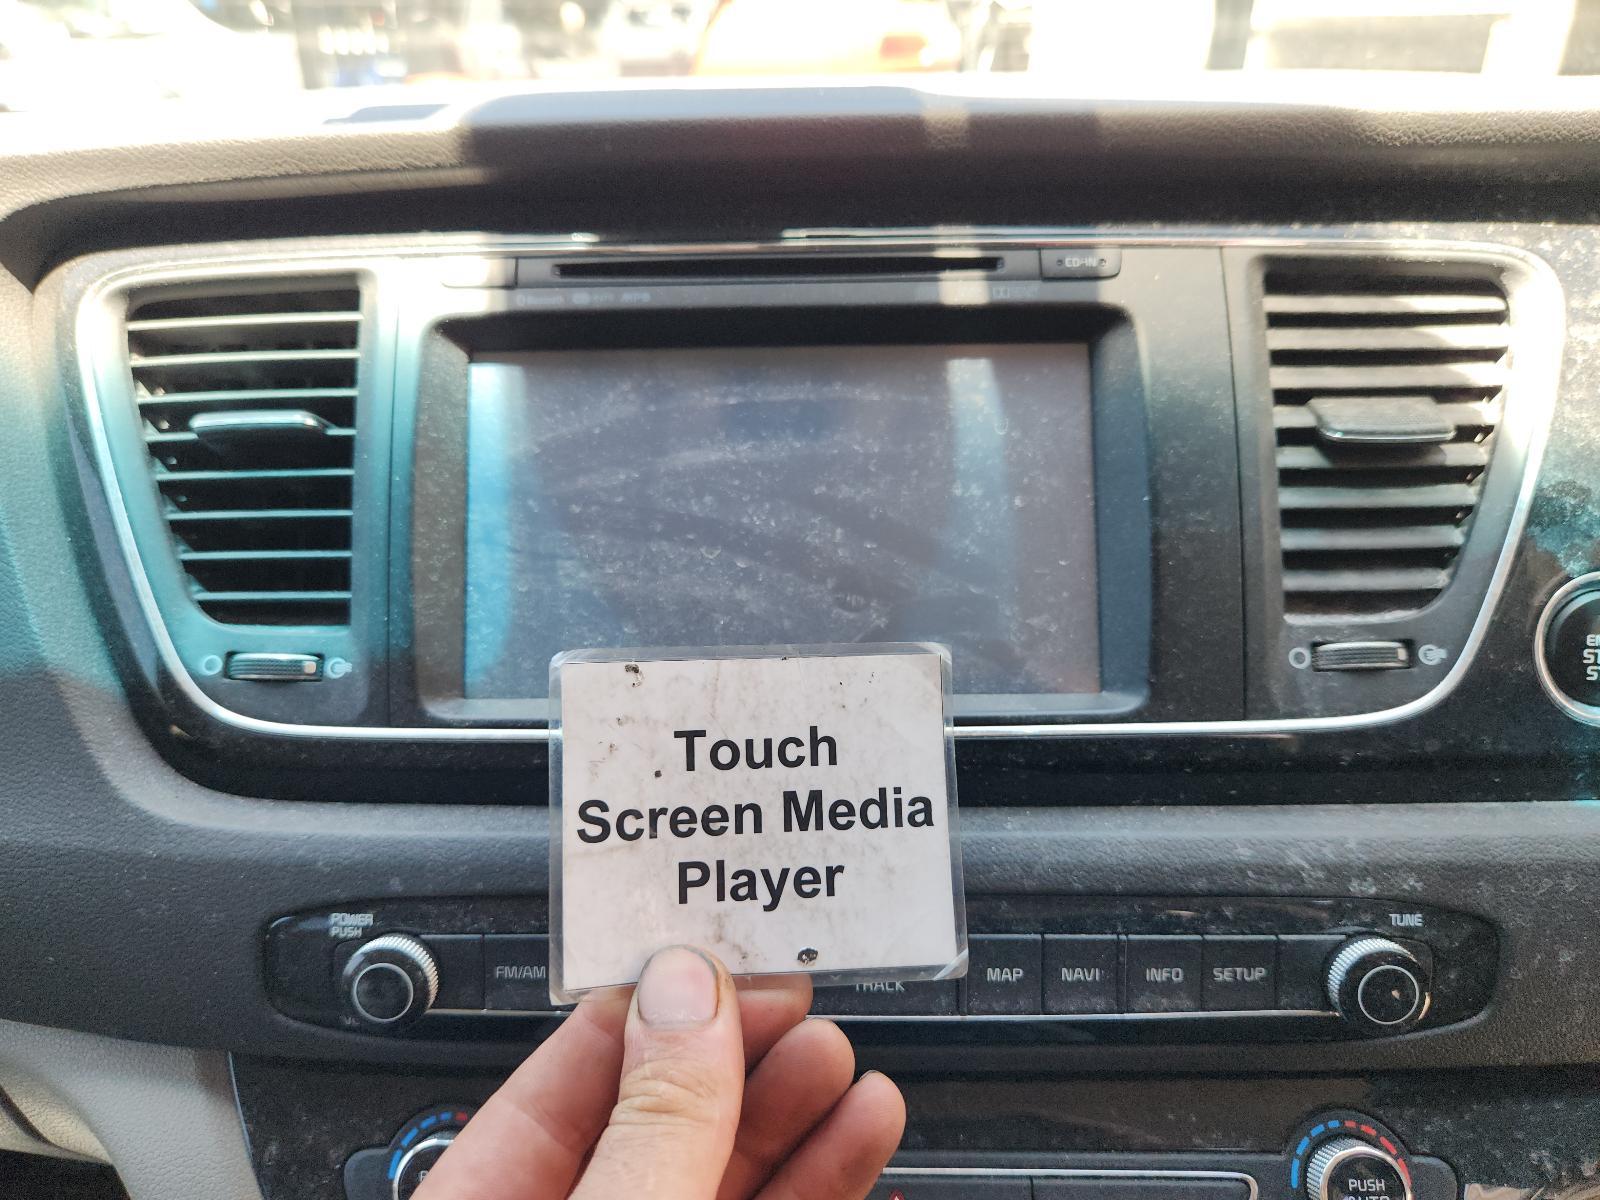 CD-IN
Touch
Screen Media
Player
POWER
PUSH
TUNE
FM/AM
TRACK
MAP
NAVI
INFO
SETUP
PUSH